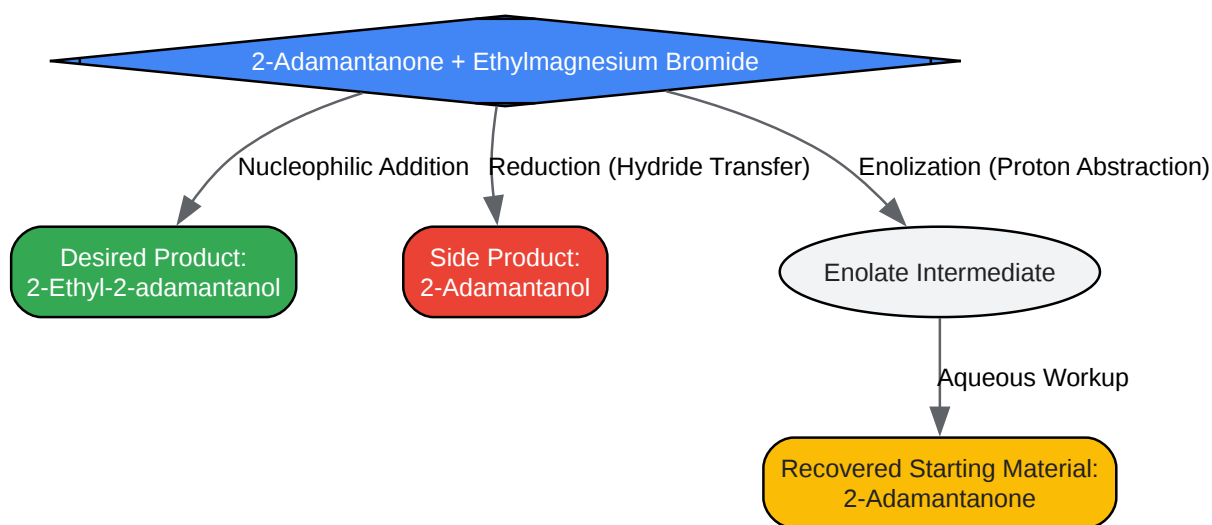 2-Adamantanone + Ethylmagnesium Bromide
Nucleophilic Addition
Reduction (Hydride Transfer)
Enolization (Proton Abstraction)
Desired Product:
2-Ethyl-2-adamantanol
Side Product:
2-Adamantanol
Enolate Intermediate
Aqueous Workup
Recovered Starting Material:
2-Adamantanone